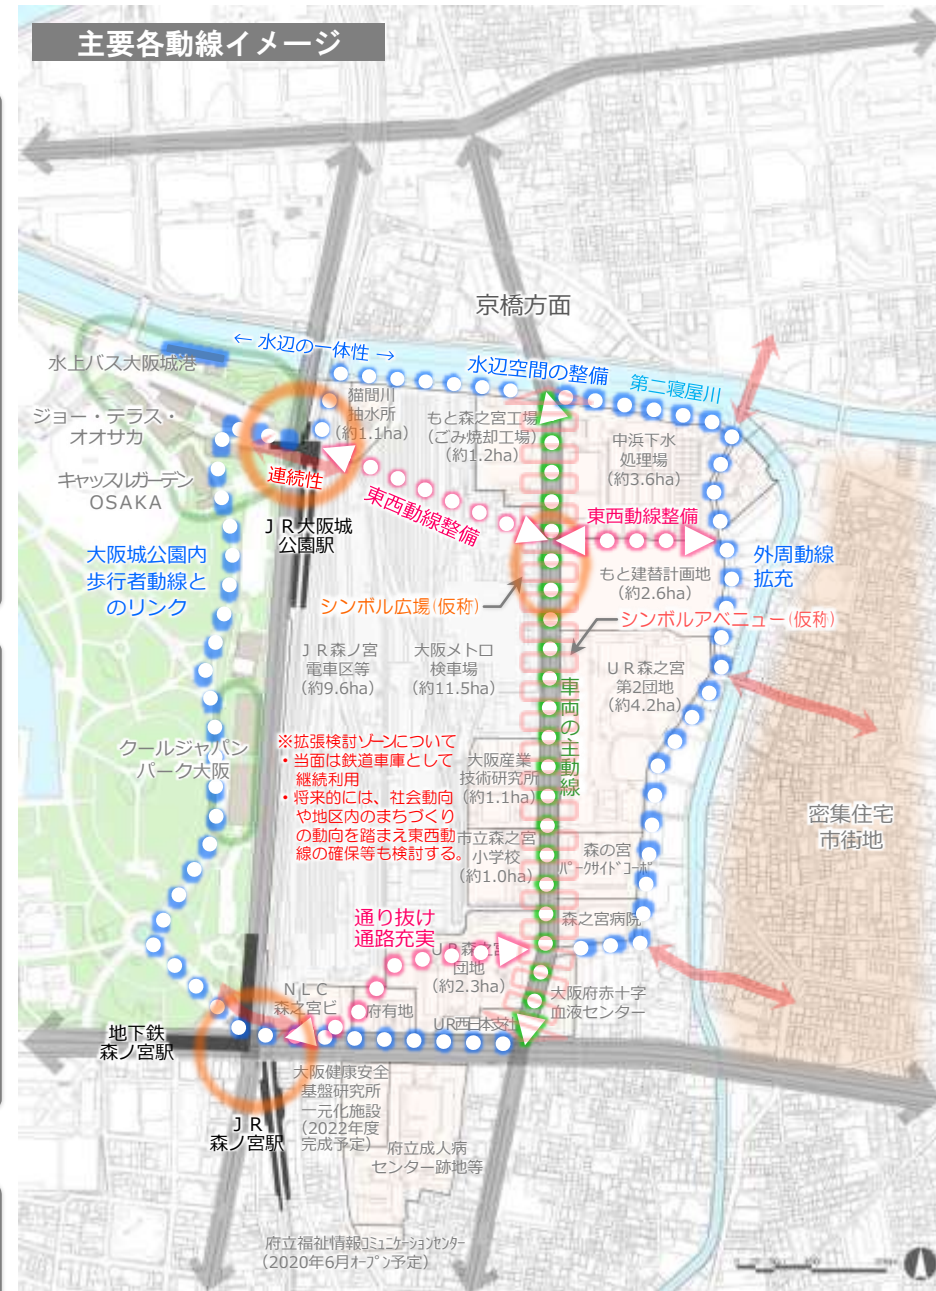 主要各動線イメージ
京橋方面
← 水辺の一体性 →
水上バス大阪城港
水辺空間の整備
第二寝屋川
猫間川
抽水所
(約1.1ha)
ジョー・テラス・
オオサカ
もと森之宮工場
(ごみ焼却工場)
(約1.2ha)
中浜下水
処理場
(約3.6ha)
キャッスルガーデン
OSAKA
連続性
東西動線整備
東西動線整備
JR大阪城
公園駅
大阪城公園内
歩行者動線と
のリンク
外周動線
拡充
もと建替計画地
(約2.6ha)
シンボル広場(仮称)
シンボルアベニュー(仮称)
JR森ノ宮
電車区等
(約9.6ha)
大阪メトロ
検車場
(約11.5ha)
UR森之宮
第2団地
(約4.2ha)
車両の主動線
クールジャパン
パーク大阪
※拡張検討ゾーンについて
・当面は鉄道車庫として
継続利用
・将来的には、社会動向
や地区内のまちづくり
の動向を踏まえ東西動
線の確保等も検討する。
大阪産業
技術研究所
(約1.1ha)
密集住宅
市街地
市立森之宮
小学校
(約1.0ha)
森の宮
パークサイドコーポ
通り抜け
通路充実
森之宮病院
UR森之宮
団地
(約2.3ha)
NLC
森之宮ビ
府有地
大阪府赤十字
血液センター
UR西日本支社
地下鉄
森ノ宮駅
大阪健康安全
基盤研究所
一元化施設
(2022年度
完成予定)
JR
森ノ宮駅
府立成人病
センター跡地等
府立福祉情報コミュニケーションセンター
(2020年6月オープン予定)